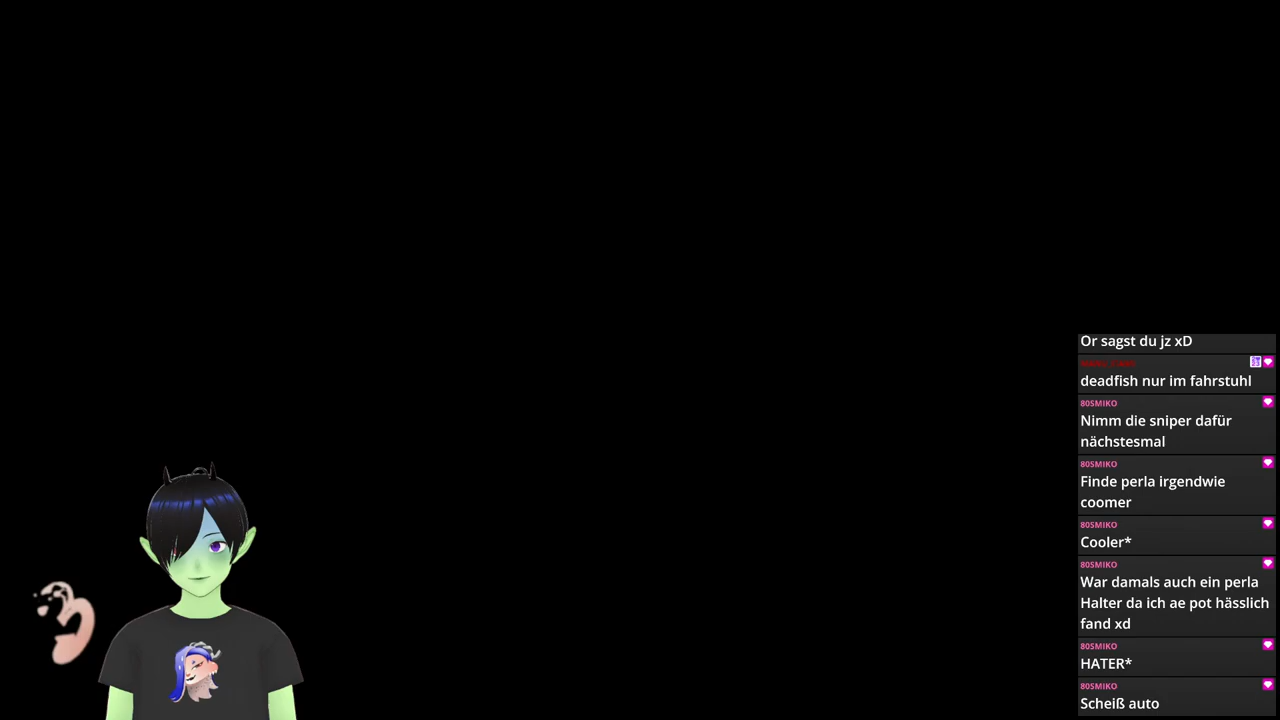 Or sagst du jz xD
deadfish nur im fahrstuhl
80SMIKO
Nimm die sniper dafür
nächstesmal
80SMIKO
Finde perla irgendwie
coomer
80SMIKO
Cooler*
80SMIKO
War damals auch ein perla
Halter da ich ae pot hässlich
fand xd
80SMIKO
HATER*
80SMIKO
Scheiß auto